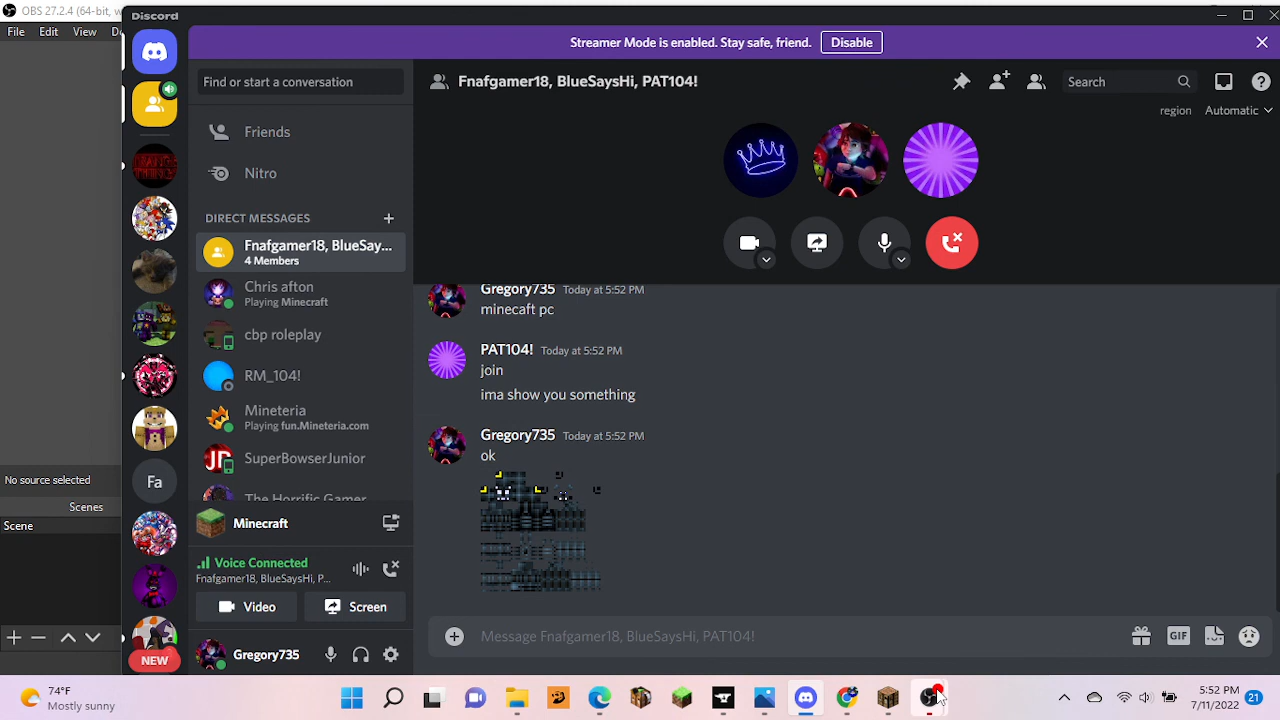 OBS 27.2.4 (64-bit, w
File Edit View D
No source selected
Scenes
Scene
Discord
Streamer Mode is enabled. Stay safe, friend. Disable
Find or start a conversation
Fnafgamer18, BlueSaysHi, PAT104!
Search
region Automatic
Friends
Nitro
DIRECT MESSAGES
Fnafgamer18, BlueSay...
4 Members
Chris afton
Playing Minecraft
cbp roleplay
RM_104!
Mineteria
Playing fun.Mineteria.com
SuperBowserJunior
The Horrific Gamer
Fa
NEW
Minecraft
Voice Connected
Fnafgamer18, BlueSaysHi, P...
Video Screen
Gregory735
Gregory735 Today at 5:52 PM
minecaft pc
PAT104! Today at 5:52 PM
join
ima show you something
Gregory735 Today at 5:52 PM
ok
Message Fnafgamer18, BlueSaysHi, PAT104!
GIF
74°F
Mostly sunny
5:52 PM
7/11/2022
21